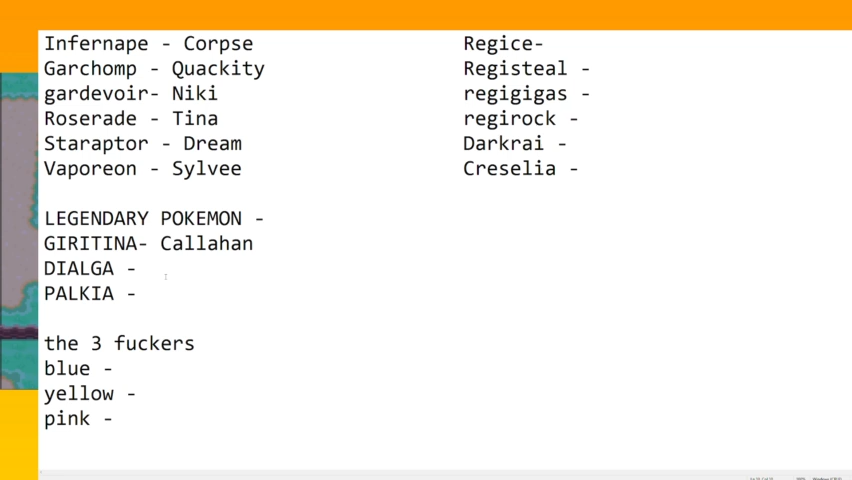 Infernape - Corpse
Garchomp - Quackity
gardevoir- Niki
Roserade - Tina
Staraptor - Dream
Vaporeon - Sylvee
LEGENDARY POKEMON -
GIRITINA- Callahan
DIALGA -
PALKIA -
the 3 fuckers
blue -
yellow -
pink -
Regice-
Registeal -
regigigas -
regirock -
Darkrai -
Creselia -